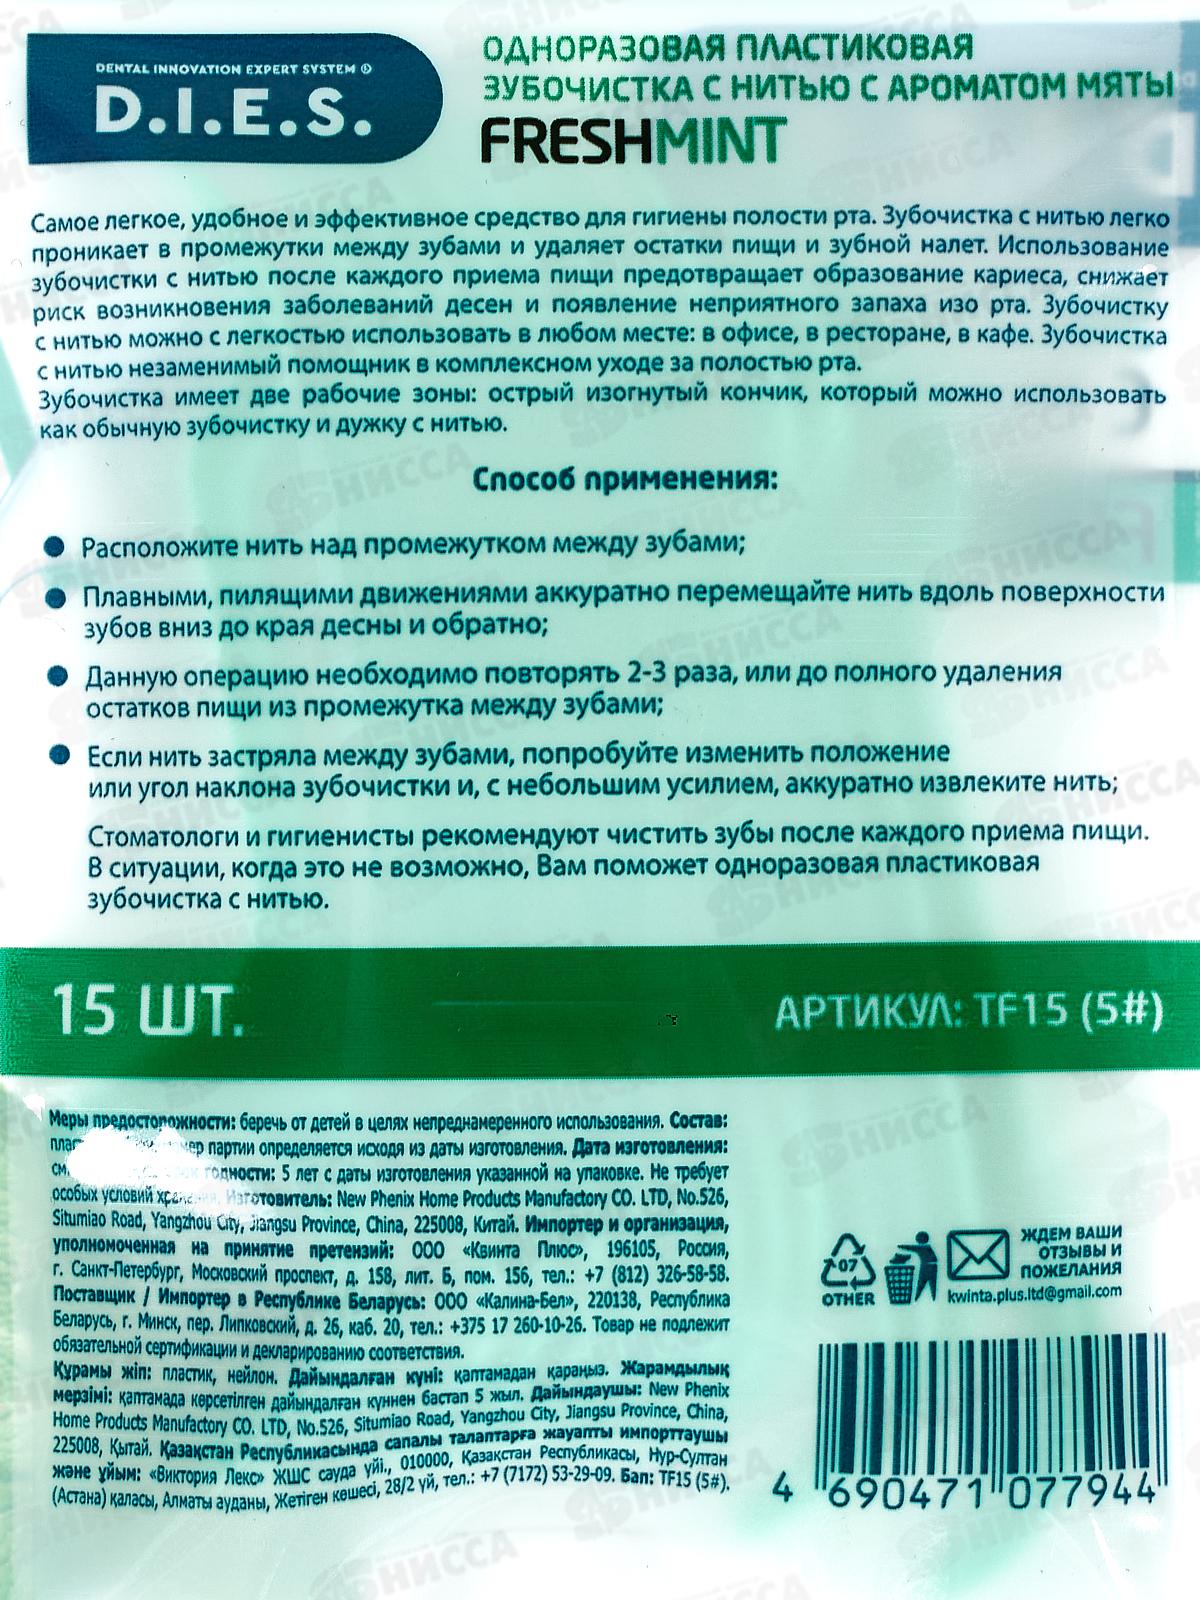 DENTAL INNOVATION EXPERT SYSTEM
D.I.E.S.
ОДНОРАЗОВАЯ ПЛАСТИКОВАЯ
ЗУБОЧИСТКА С НИТЬЮ С АРОМАТОМ МЯТЫ
FRESHMINT
Самое легкое, удобное и эффективное средство для гигиены полости рта. Зубочистка с нитью легко
проникает в промежутки между зубами и удаляет остатки пищи и зубной налет. Использование
зубочистки с нитью после каждого приема пищи предотвращает образование кариеса, снижает
риск возникновения заболеваний десен и появление неприятного запаха изо рта. Зубочистку
с нитью можно с легкостью использовать в любом месте: в офисе, в ресторане, в кафе. Зубочистка
с нитью незаменимый помощник в комплексном уходе за полостью рта.
Зубочистка имеет две рабочие зоны: острый изогнутый кончик, который можно использовать
как обычную зубочистку и дужку с нитью.
Способ применения:
● Расположите нить над промежутком между зубами;
● Плавными, пилящими движениями аккуратно перемещайте нить вдоль поверхности
зубов вниз до края десны и обратно;
● Данную операцию необходимо повторять 2-3 раза, или до полного удаления
остатков пищи из промежутка между зубами;
● Если нить застряла между зубами, попробуйте изменить положение
или угол наклона зубочистки и, с небольшим усилием, аккуратно извлеките нить;
Стоматологи и гигиенисты рекомендуют чистить зубы после каждого приема пищи.
В ситуации, когда это не возможно, Вам поможет одноразовая пластиковая
зубочистка с нитью.
15 ШТ.
АРТИКУЛ: TF15 (5#)
Меры предосторожности: беречь от детей в целях непреднамеренного использования. Состав:
партии определяется исходя из даты изготовления. Дата изготовления:
годности: 5 лет с даты изготовления указанной на упаковке. Не требует
особых условий хранения. Изготовитель: New Phenix Home Products Manufactory CO. LTD, No.526,
Situmiao Road, Yangzhou City, Jiangsu Province, China, 225008, Китай. Импортер и организация,
уполномоченная на принятие претензий: ООО «Квинта Плюс», 196105, Россия,
г. Санкт-Петербург, Московский проспект, д. 158, лит. Б, пом. 156, тел.: +7 (812) 326-58-58.
Поставщик / Импортер в Республике Беларусь: ООО «Калина-Бел», 220138, Республика
Беларусь, г. Минск, пер. Липковский, д. 26, каб. 20, тел.: +375 17 260-10-26. Товар не подлежит
обязательной сертификации и декларированию соответствия.
Құрамы жіп: пластик, нейлон. Дайындалған күні: қаптамадан қараңыз. Жарамдылық
мерзімі: қаптамада көрсетілген дайындалған күннен бастап 5 жыл. Дайындаушы: New Phenix
Home Products Manufactory CO. LTD, No.526, Situmiao Road, Yangzhou City, Jiangsu Province, China,
225008, Қытай. Қазақстан Республикасында сапалы талаптарға жауапты импорттаушы
және ұйым: «Виктория Лекс» ЖШС сауда үйі., 010000, Қазақстан Республикасы, Нур-Султан
(Астана) қаласы, Алматы ауданы, Жетіген көшесі, 28/2 үй, тел.: +7 (7172) 53-29-09. Бап: TF15 (5#).
07
OTHER
ЖДЕМ ВАШИ
ОТЗЫВЫ И
ПОЖЕЛАНИЯ
kwinta.plus.ltd@gmail.com
4 690471 077944